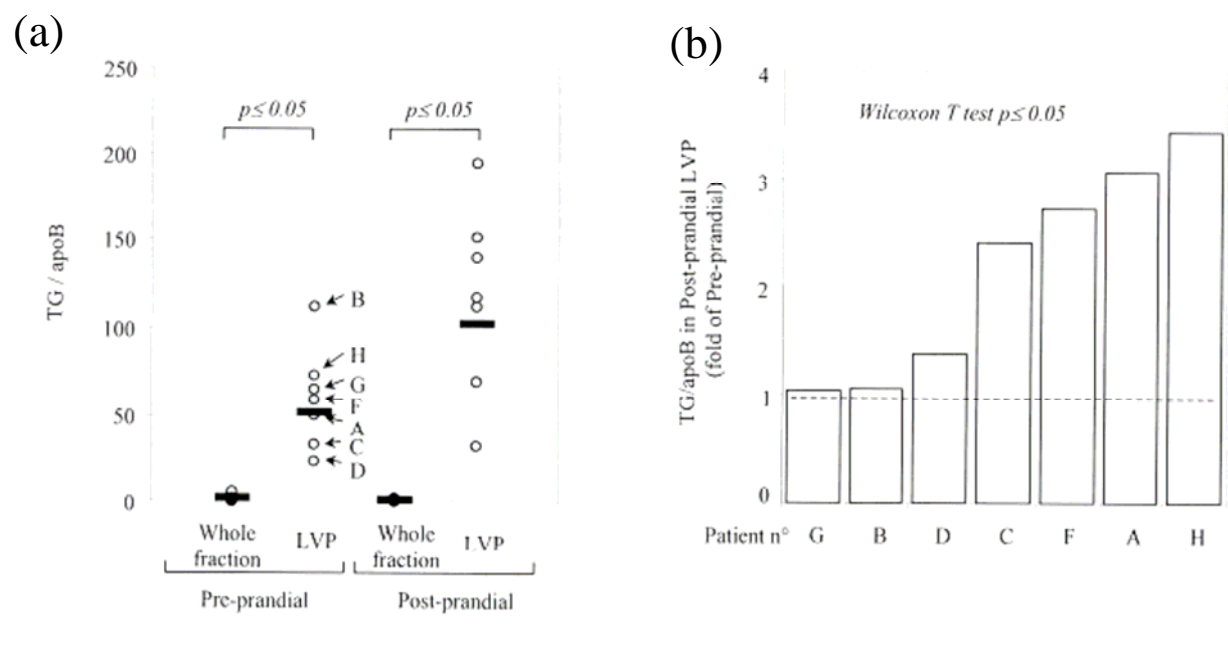 (a)
250
200
150
100
50
0
TG / apoB
p≤ 0.05
p≤ 0.05
B
H
G
F
A
C
D
Whole
fraction
LVP
Whole
fraction
LVP
Pre-prandial
Post-prandial
(b)
4
3
2
1
0
TG/apoB in Post-prandial LVP
(fold of Pre-prandial)
Wilcoxon T test p≤ 0.05
Patient n° G B D C F A H